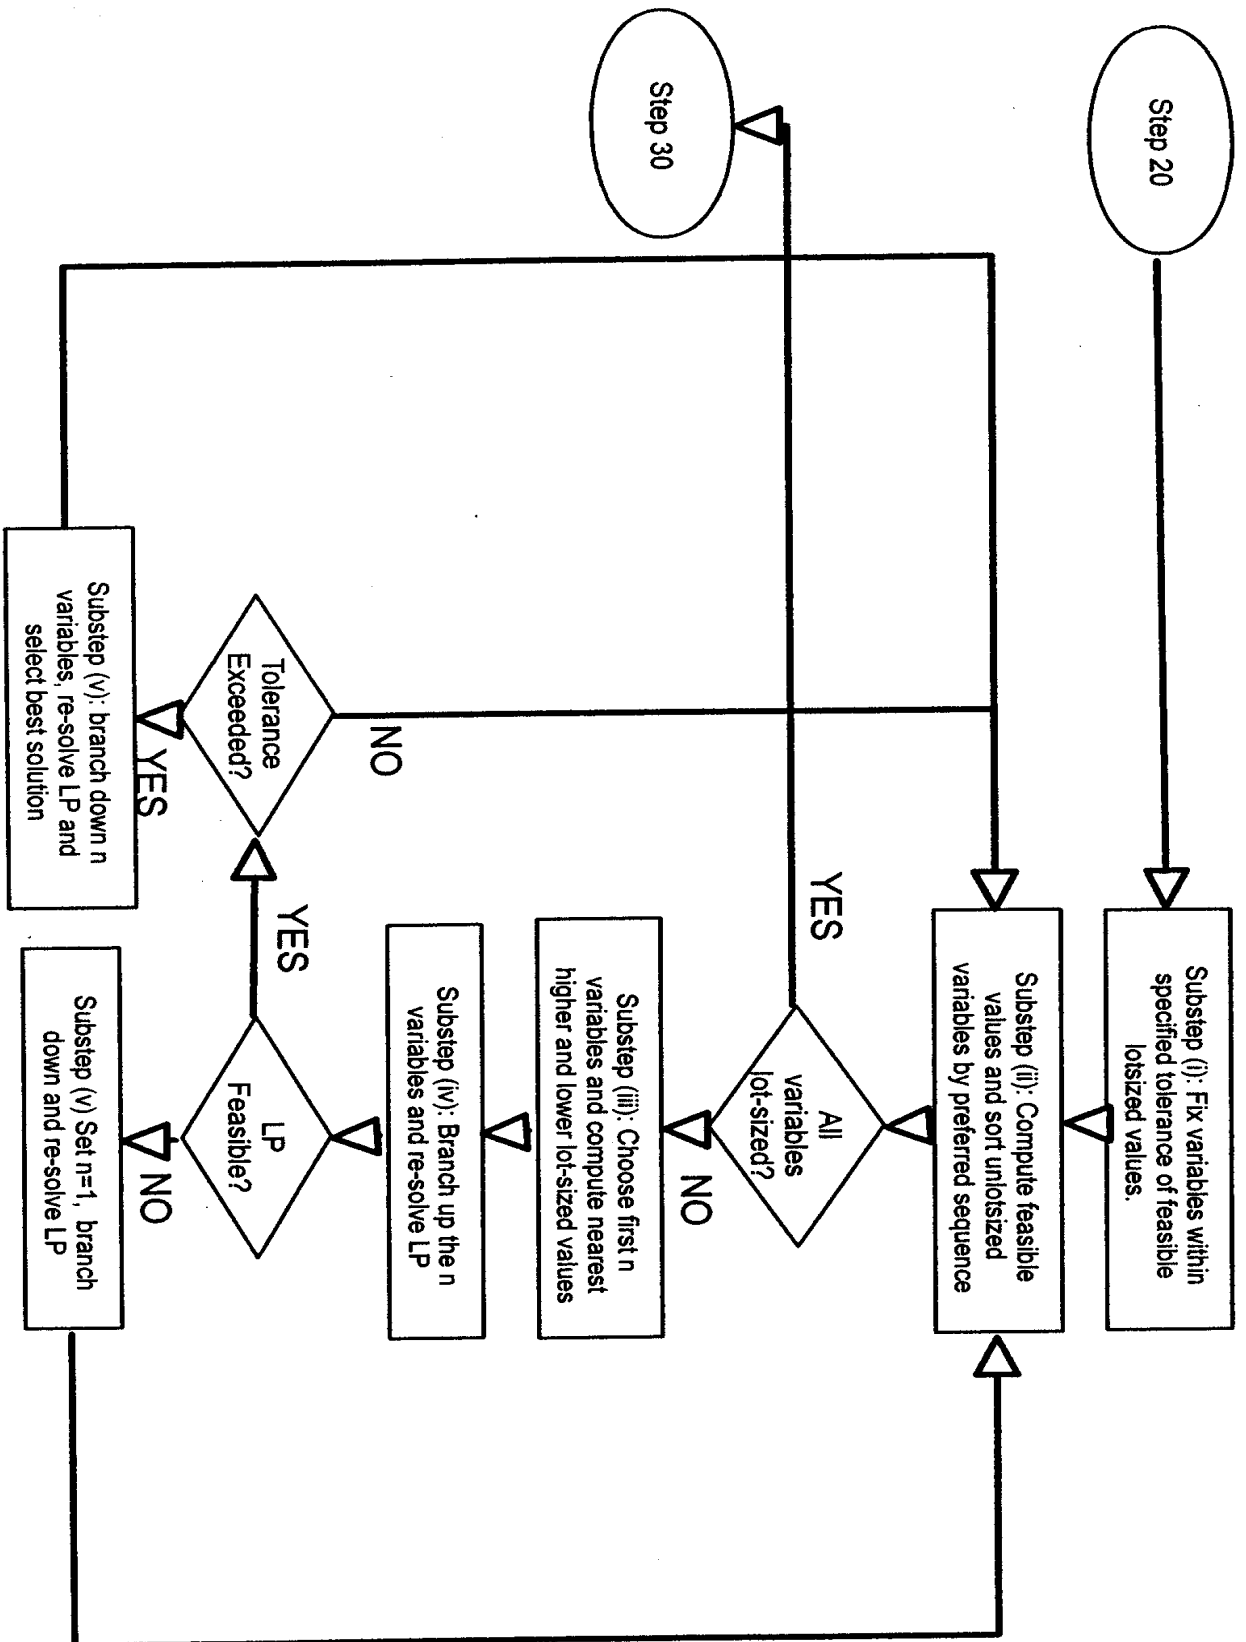 Step 20
Substep (i): Fix variables within
specified tolerance of feasible
lotsized values.
Substep (ii): Compute feasible
values and sort unlotsized
variables by preferred sequence
All
variables
lot-sized?
YES
NO
Step 30
Substep (iii): Choose first n
variables and compute nearest
higher and lower lot-sized values
Substep (iv): Branch up the n
variables and re-solve LP
LP
Feasible?
YES
NO
Tolerance
Exceeded?
NO
YES
Substep (v): branch down n
variables, re-solve LP and
select best solution
Substep (v) Set n=1, branch
down and re-solve LP